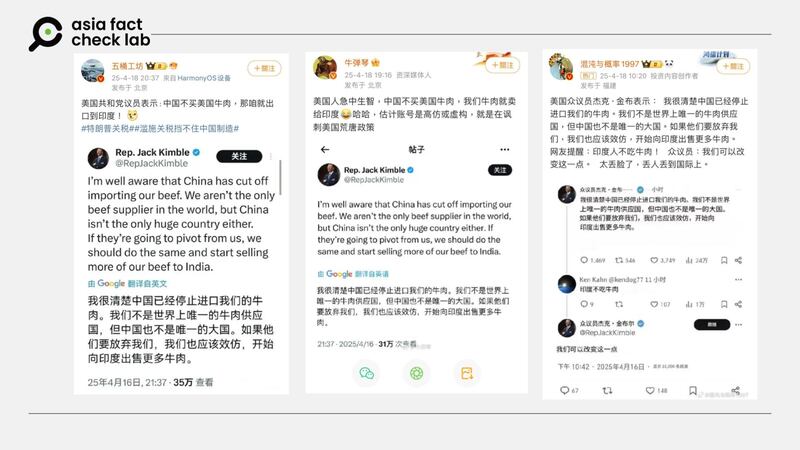 asia fact
check lab
五桶工坊
+关注
25-4-18 20:37 来自HarmonyOS设备
发布于 北京
美国共和党议员表示:中国不买美国牛肉，那咱就出
口到印度！
#特朗普关税##滥施关税挡不住中国制造#
Rep. Jack Kimble
@RepJackKimble
关注
I'm well aware that China has cut off
importing our beef. We aren't the only
beef supplier in the world, but China
isn't the only huge country either.
If they're going to pivot from us, we
should do the same and start selling
more of our beef to India.
由 Google 翻译自英文
我很清楚中国已经停止进口我们的牛
肉。我们不是世界上唯一的牛肉供应
国，但中国也不是唯一的大国。如果他
们要放弃我们，我们也应该效仿，开始
向印度出售更多牛肉。
25年4月16日, 21:37 · 35万 查看
牛弹琴
+关注
25-4-18 19:16 资深媒体人
发布于 北京
美国人急中生智，中国不买美国牛肉，我们牛肉就卖
给印度哈哈，估计账号是高仿或虚构，就是在讽
刺美国荒唐政策
帖子
Rep. Jack Kimble
@RepJackKimble
关注
I'm well aware that China has cut off importing our
beef. We aren't the only beef supplier in the world, but
China isn't the only huge country either. If
they're going to pivot from us, we should do the same
and start selling more of our beef to India.
由 Google 翻译自英语
我很清楚中国已经停止进口我们的牛肉。我们不是世
界上唯一的牛肉供应国，但中国也不是唯一的大国。如果他们
要放弃我们，我们也应该效仿，开始向印度出售更多牛
肉。
21:37 · 2025/4/16 · 31万 次查看
混沌与概率1997
+关注
25-4-18 10:20 投资内容创作者
发布于 福建
美国众议员杰克・金布尔表示： 我很清楚中国已经停止
进口我们的牛肉。我们不是世界上唯一的牛肉供应国，
但中国也不是唯一的大国。如果他们要放弃我
们，我们也应该效仿，开始向印度出售更多牛肉。
网友提醒：印度人不吃牛肉！ 众议员：我们可以改
变这一点。 太丢脸了，丢人丢到国际上。
我很清楚中国已经停止进口我们的牛肉。我们不是世界
上唯一的牛肉供应国，但中国也不是唯一的大国。
如果他们要放弃我们，我们也应该效仿，开始向
印度出售更多牛肉。
1,469
546
3,749
24万
Ken Kahn @kendog77 11 小时
印度不吃牛肉
9
107
1万
众议员杰克·金布尔
@RepJackKimble
我们可以改变这一点
下午 10:42 · 2025年4月16日
67
148